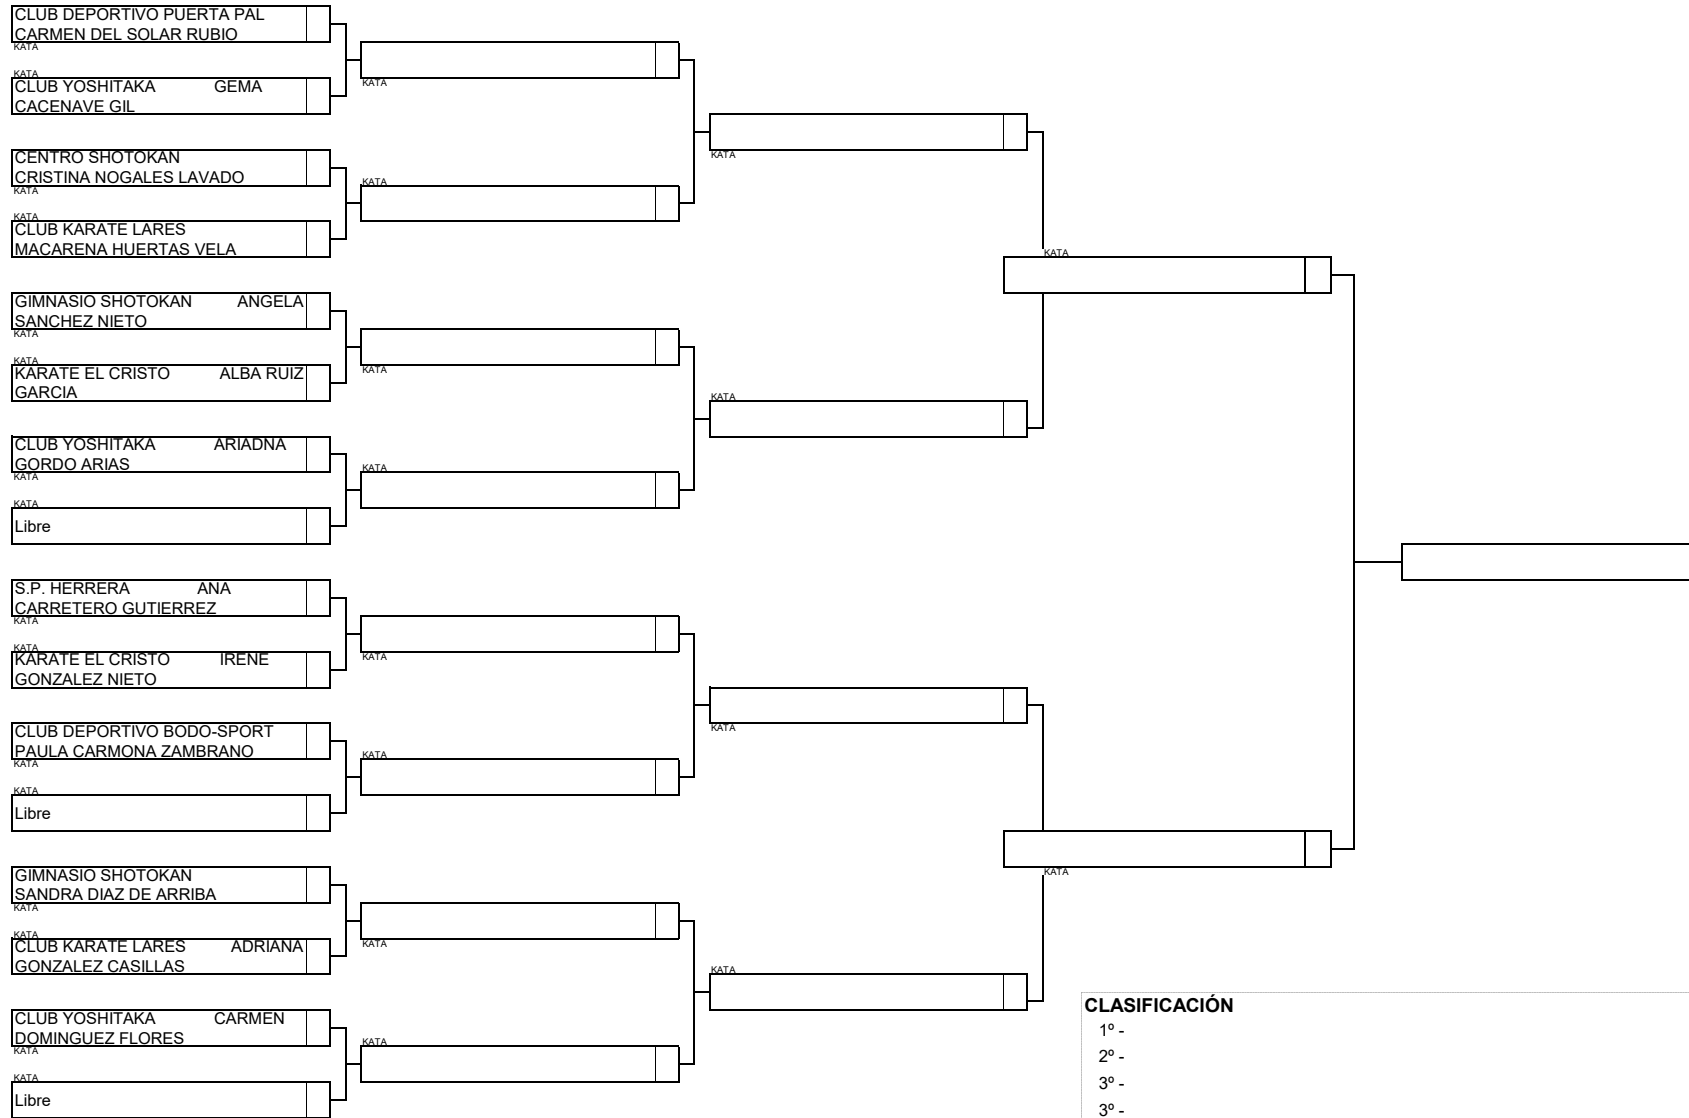 CLUB DEPORTIVO PUERTA PAL
CARMEN DEL SOLAR RUBIO
KATA
KATA
CLUB YOSHITAKA GEMA
CACENAVE GIL
CENTRO SHOTOKAN
CRISTINA NOGALES LAVADO
KATA
KATA
CLUB KARATE LARES
MACARENA HUERTAS VELA
GIMNASIO SHOTOKAN ANGELA
SANCHEZ NIETO
KATA
KATA
KARATE EL CRISTO ALBA RUIZ
GARCIA
CLUB YOSHITAKA ARIADNA
GORDO ARIAS
KATA
KATA
Libre
S.P. HERRERA ANA
CARRETERO GUTIERREZ
KATA
KATA
KARATE EL CRISTO IRENE
GONZALEZ NIETO
CLUB DEPORTIVO BODO-SPORT
PAULA CARMONA ZAMBRANO
KATA
KATA
Libre
GIMNASIO SHOTOKAN
SANDRA DIAZ DE ARRIBA
KATA
KATA
CLUB KARATE LARES ADRIANA
GONZALEZ CASILLAS
CLUB YOSHITAKA CARMEN
DOMINGUEZ FLORES
KATA
KATA
Libre
KATA
KATA
KATA
KATA
KATA
KATA
KATA
KATA
KATA
KATA
KATA
KATA
KATA
KATA
CLASIFICACIÓN
1º -
2º -
3º -
3º -